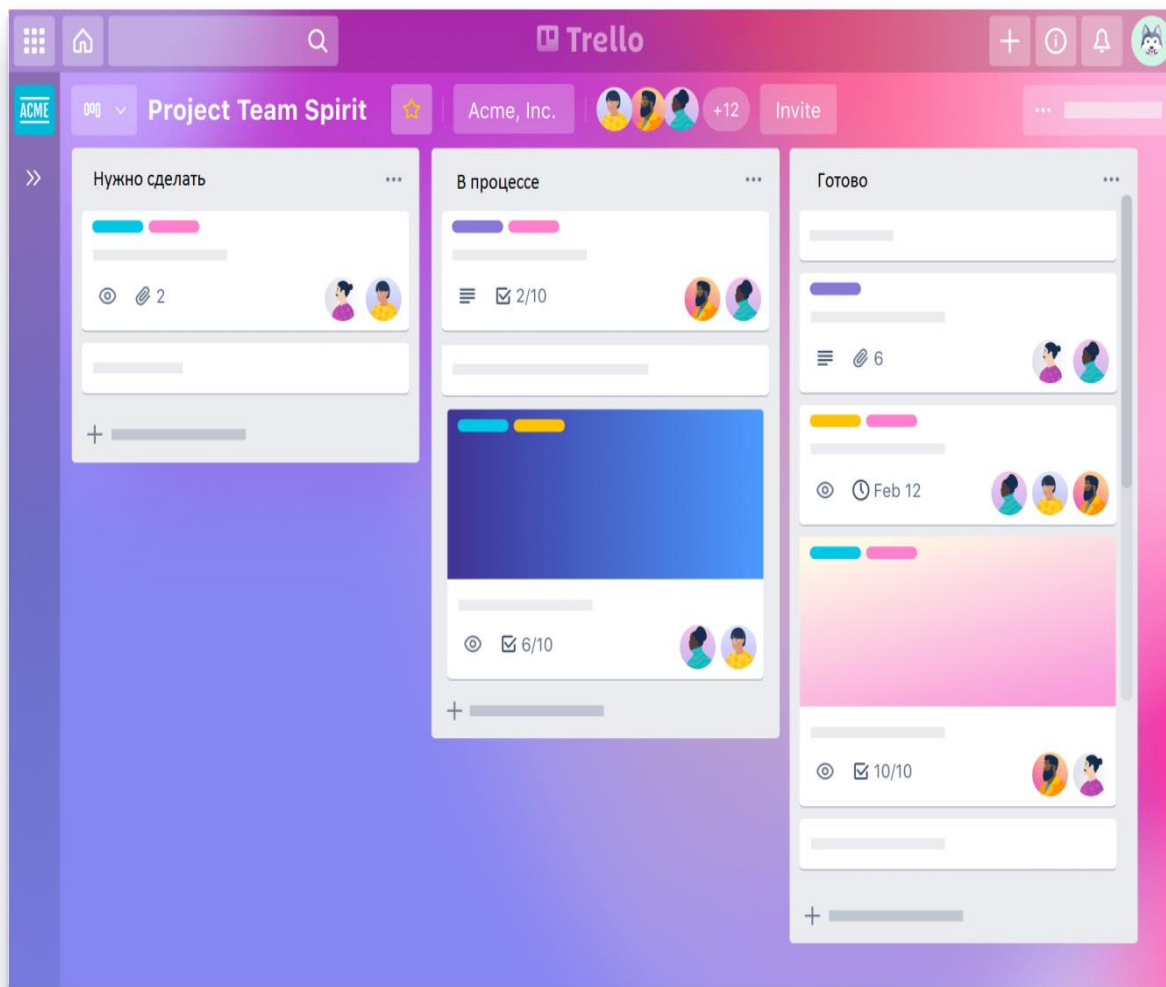 Trello
ACME
Project Team Spirit
Acme, Inc.
+12
Invite
Нужно сделать
2
В процессе
2/10
6/10
Готово
6
Feb 12
10/10